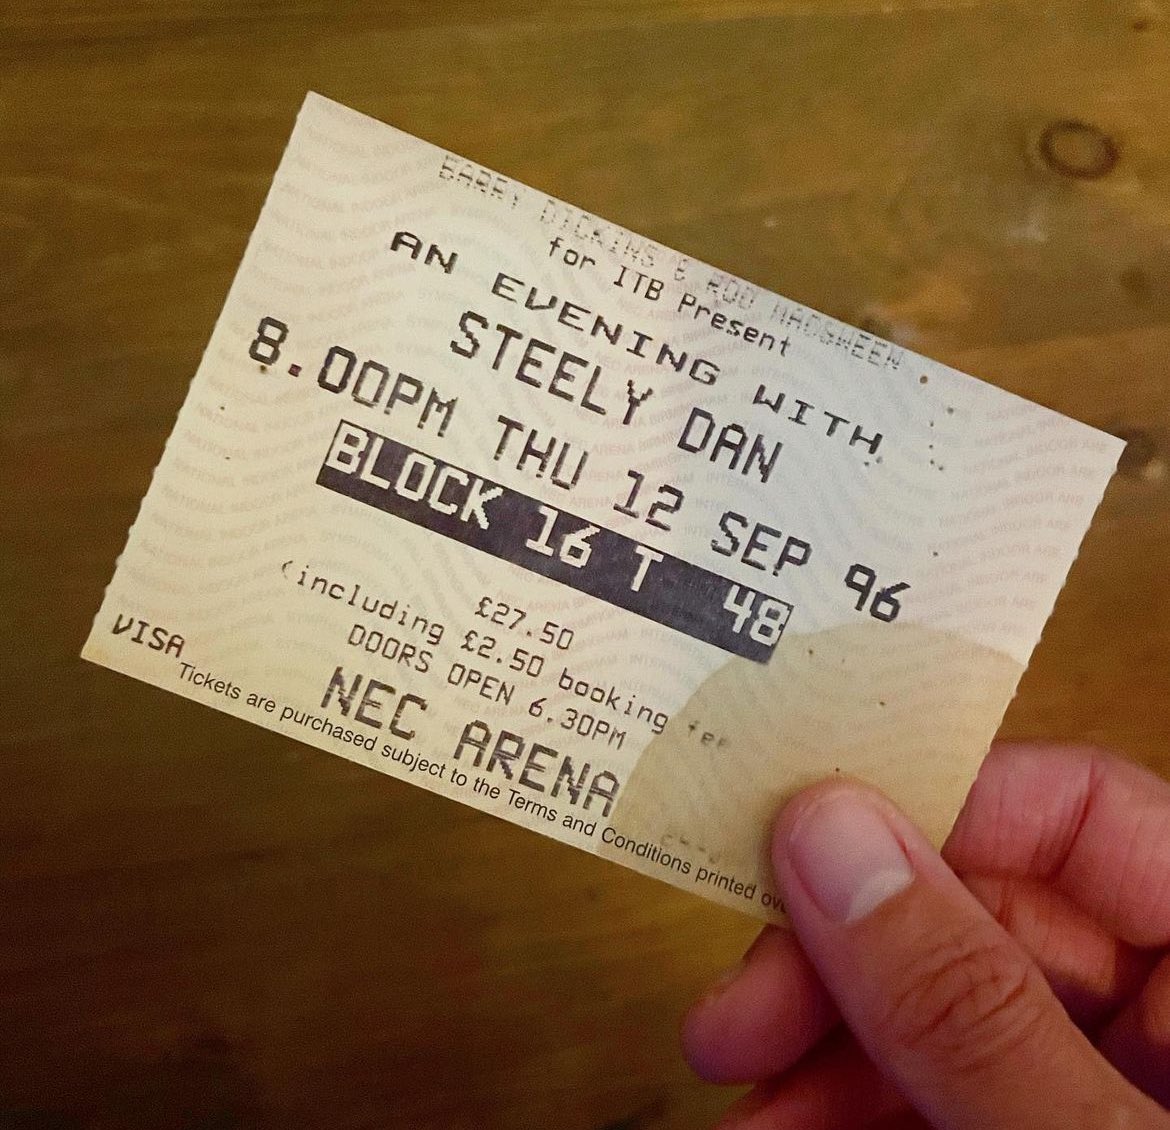 BARRY DICKINS & ROD MACSWEEN
for ITB Present
AN EVENING WITH
STEELY DAN
8.00PM THU 12 SEP 96
BLOCK 16 T 48
£27.50
(including £2.50 booking fee
DOORS OPEN 6.30PM
NEC ARENA
VISA
Tickets are purchased subject to the Terms and Conditions printed